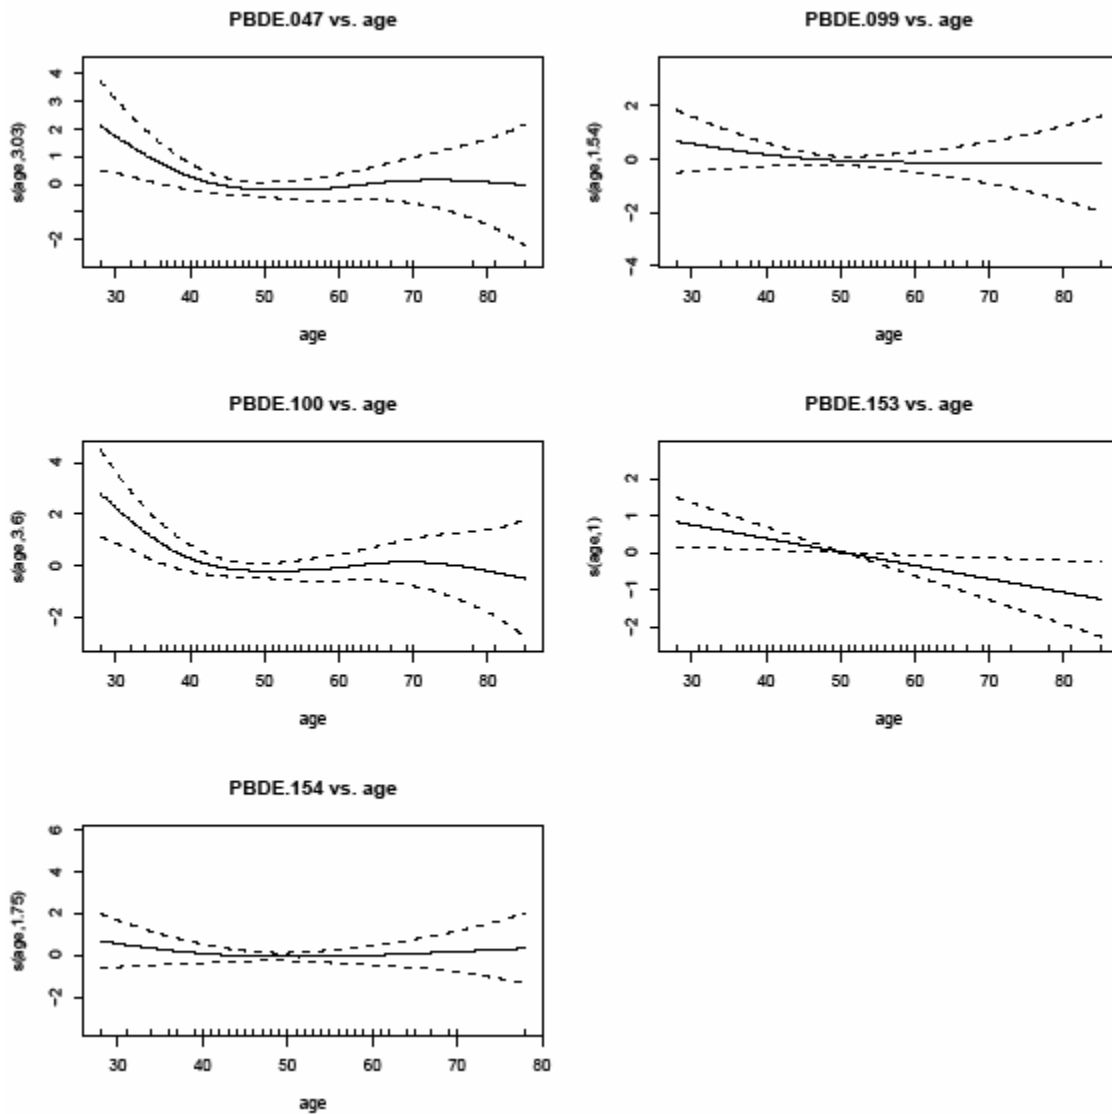 PBDE.047 vs. age
s(age,3.03)
4
3
2
1
0
−2
30 40 50 60 70 80
age
PBDE.099 vs. age
s(age,1.54)
2
0
−2
−4
30 40 50 60 70 80
age
PBDE.100 vs. age
s(age,3.6)
4
2
0
−2
30 40 50 60 70 80
age
PBDE.153 vs. age
s(age,1)
2
1
0
−1
−2
30 40 50 60 70 80
age
PBDE.154 vs. age
s(age,1.75)
6
4
2
0
−2
30 40 50 60 70 80
age